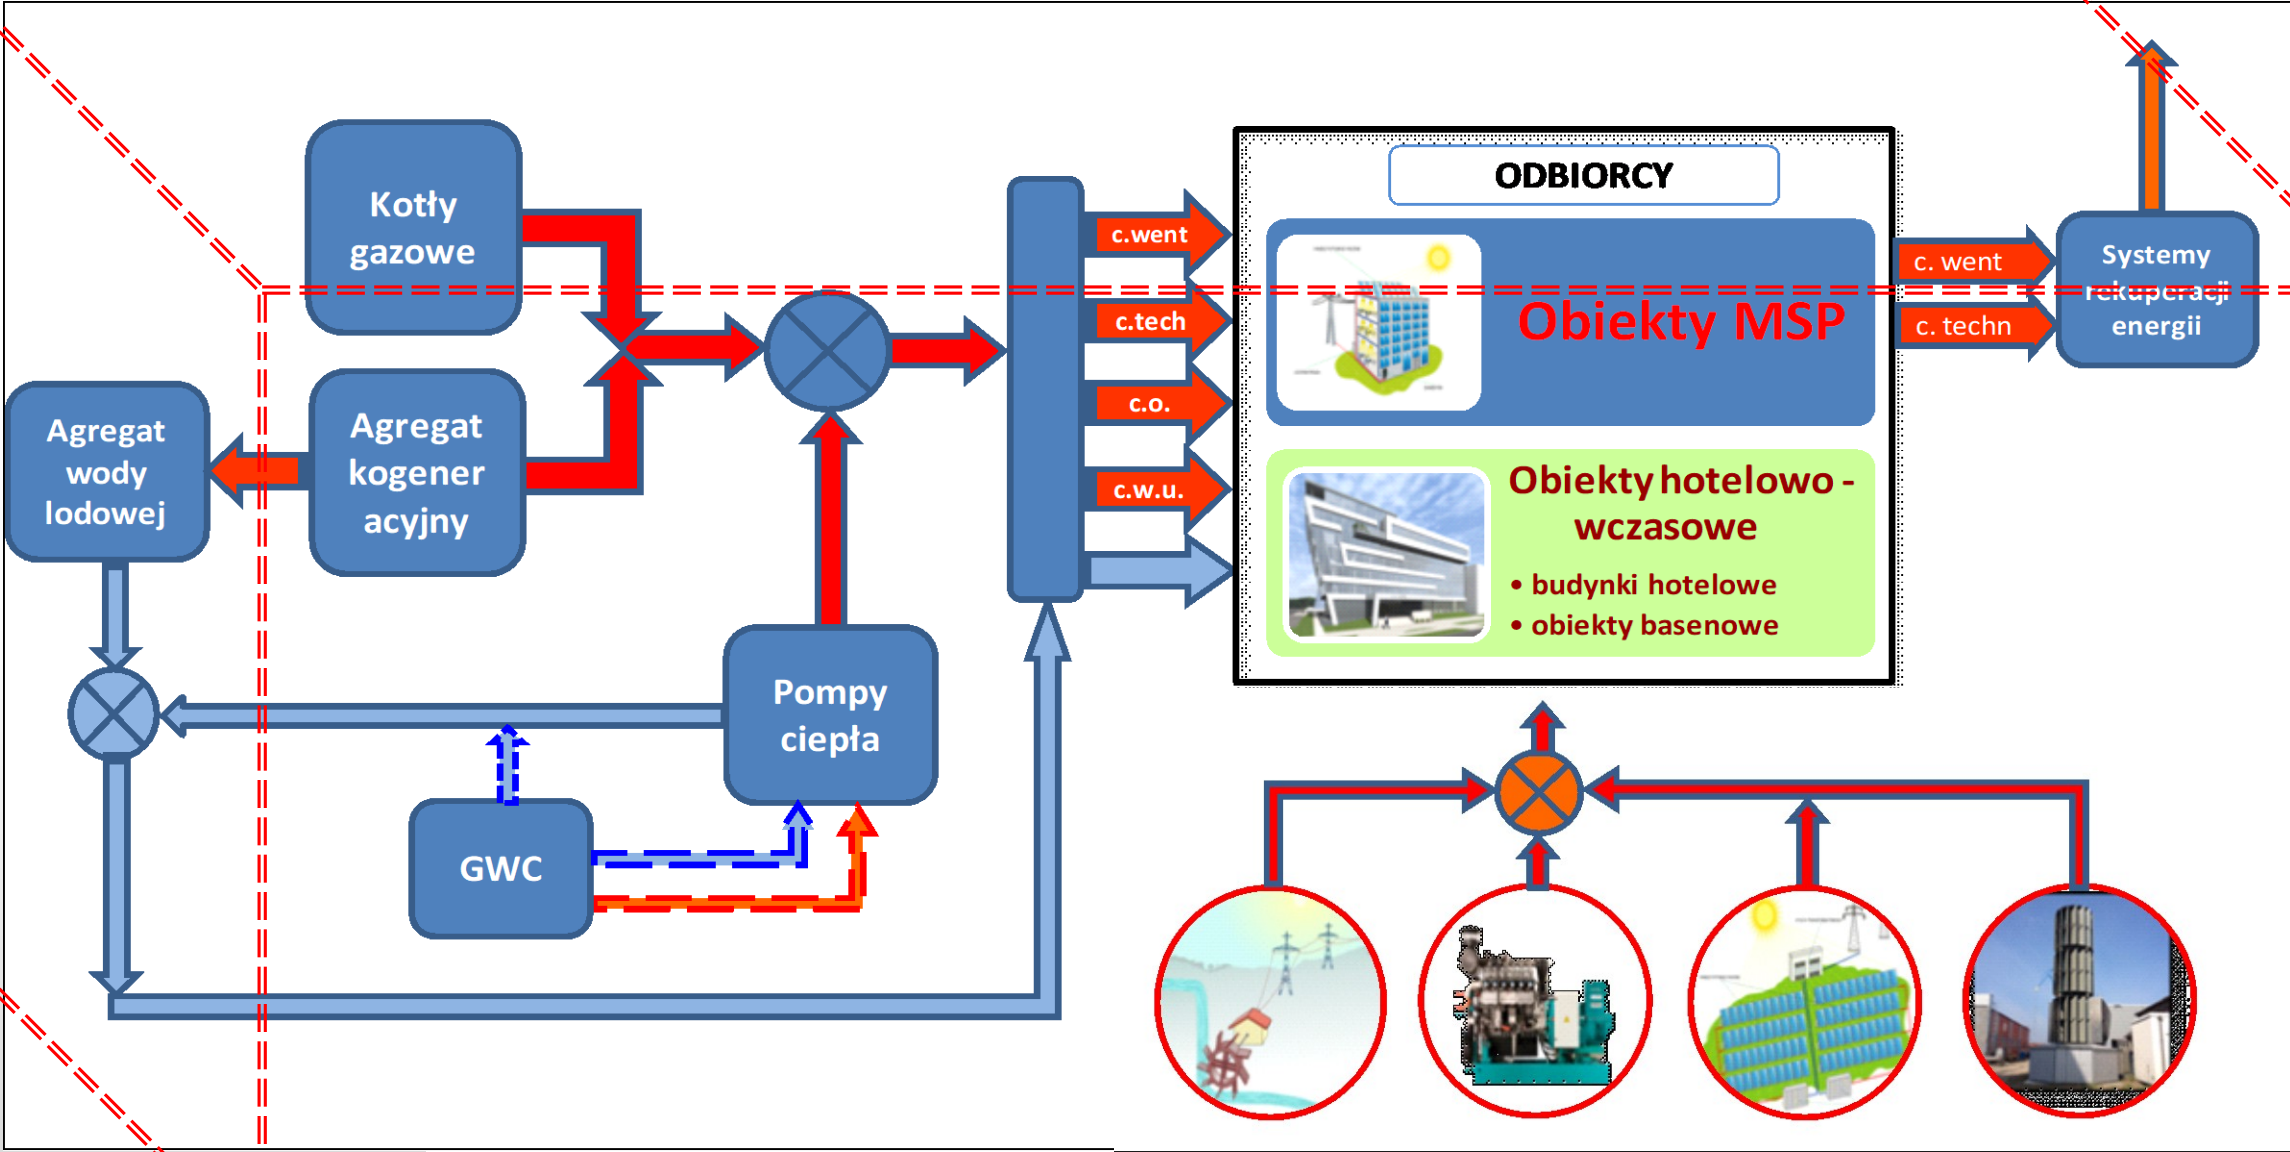 Kotły
gazowe
Agregat
wody
lodowej
Agregat
kogener
acyjny
Pompy
ciepła
GWC
c.went
c.tech
c.o.
c.w.u.
ODBIORCY
Obiekty MSP
Obiekty hotelowo -
wczasowe
• budynki hotelowe
• obiekty basenowe
c. went
c. techn
Systemy
rekuperacji
energii